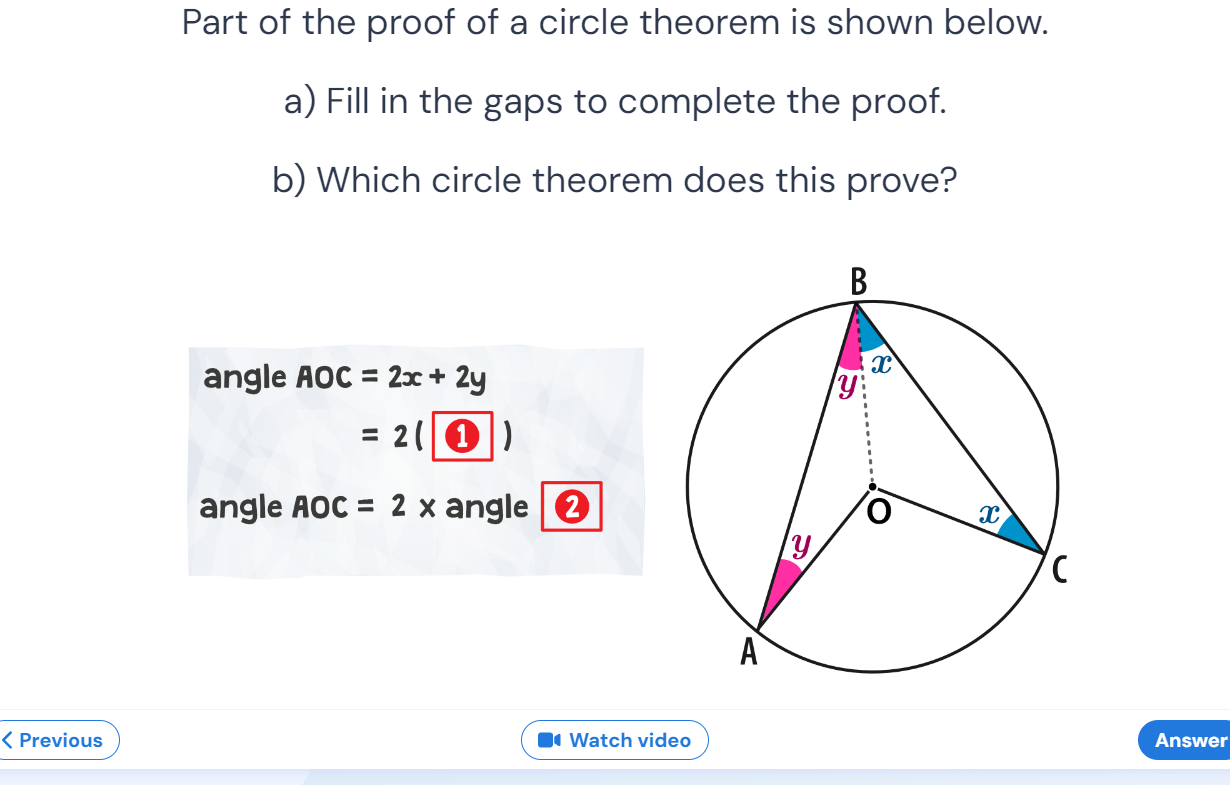 Part of the proof of a circle theorem is shown below.
a) Fill in the gaps to complete the proof.
b) Which circle theorem does this prove?
angle AOC = 2x + 2y
= 2 ( 1 )
angle AOC = 2 x angle 2
B
y
x
O
x
y
C
A
Previous
Watch video
Answer